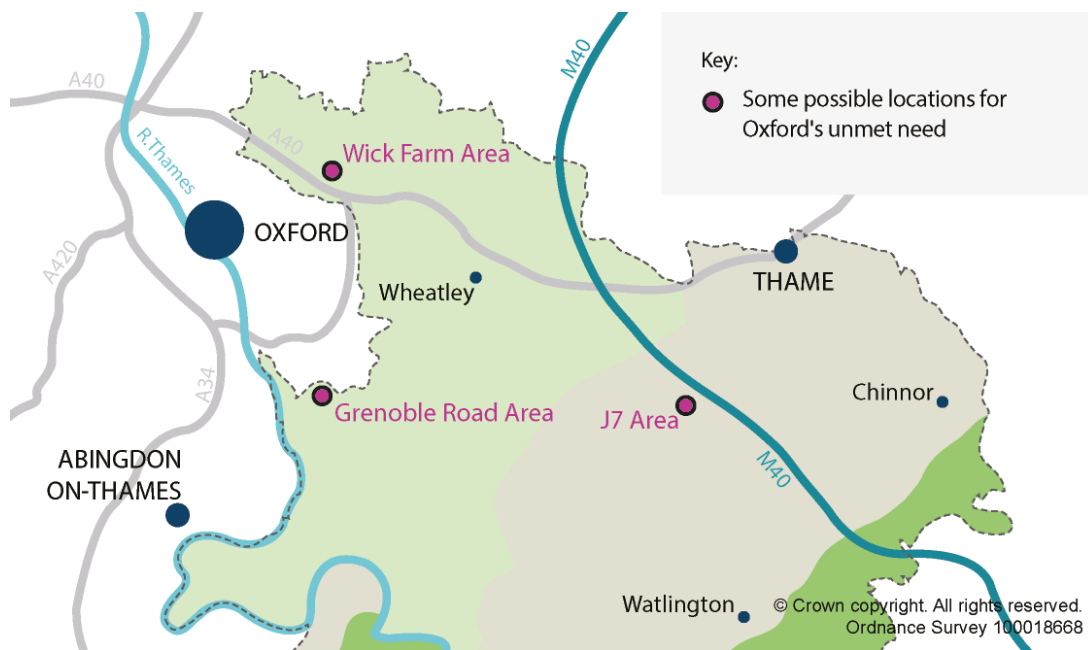 A40
M40
Key:
Some possible locations for
Oxford's unmet need
R.Thames
A40
Wick Farm Area
OXFORD
A420
Wheatley
THAME
A34
Grenoble Road Area
J7 Area
Chinnor
ABINGDON
ON-THAMES
M40
Watlington
© Crown copyright. All rights reserved.
Ordnance Survey 100018668